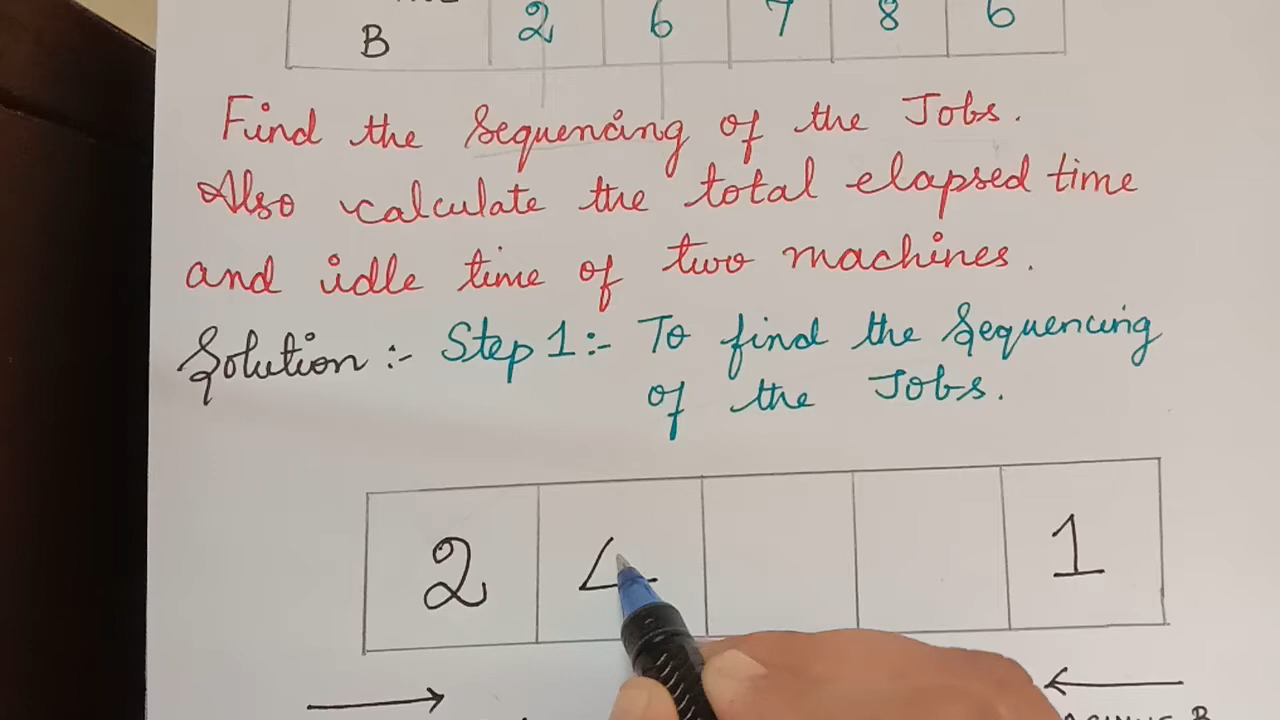 B 2 6 7 8 6
Find the Sequencing of the Jobs.
Also calculate the total elapsed time
and idle time of two machines.
Solution :- Step 1:- To find the Sequencing
of the Jobs.
2 4 1